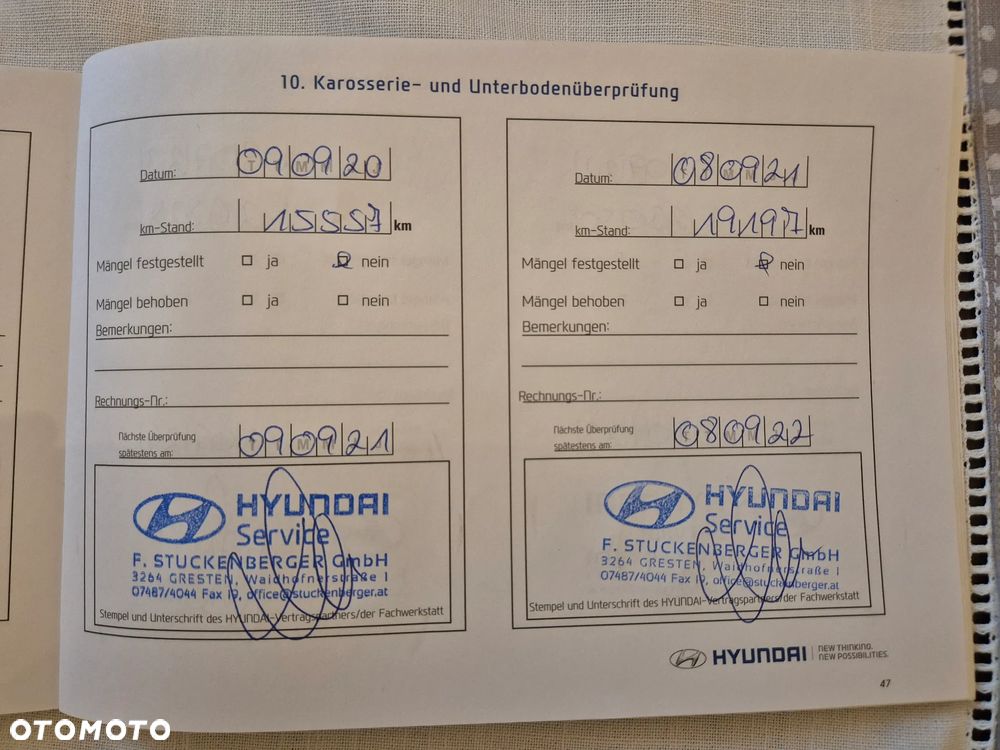 10. Karosserie- und Unterbodenüberprüfung
Datum: 09 09 20
km-Stand: 15557 km
Mängel festgestellt ja nein
Mängel behoben ja nein
Bemerkungen:
Rechnungs-Nr.:
Nächste Überprüfung
spätestens am: 09 09 21
HYUNDAI
Service
F. STUCKENBERGER GmbH
3264 GRESTEN, Waidhofnerstraße 1
07487/4044 Fax 19, office@stuckenberger.at
Stempel und Unterschrift des HYUNDAI-Vertragspartners/der Fachwerkstatt
Datum: 08 09 21
km-Stand: 19197 km
Mängel festgestellt ja nein
Mängel behoben ja nein
Bemerkungen:
Rechnungs-Nr.:
Nächste Überprüfung
spätestens am: 08 09 22
HYUNDAI
Service
F. STUCKENBERGER GmbH
3264 GRESTEN, Waidhofnerstraße 1
07487/4044 Fax 19, office@stuckenberger.at
Stempel und Unterschrift des HYUNDAI-Vertragspartners/der Fachwerkstatt
HYUNDAI
NEW THINKING.
NEW POSSIBILITIES.
47
OTOMOTO